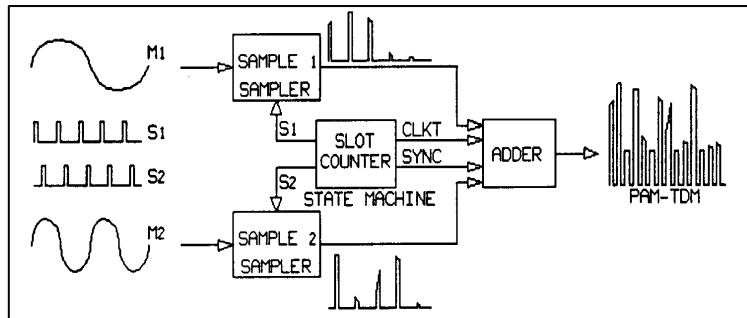 M1
SAMPLE 1
SAMPLER
S1
S1
SLOT
COUNTER
CLKT
SYNC
ADDER
S2
S2
STATE MACHINE
PAM-TDM
M2
SAMPLE 2
SAMPLER